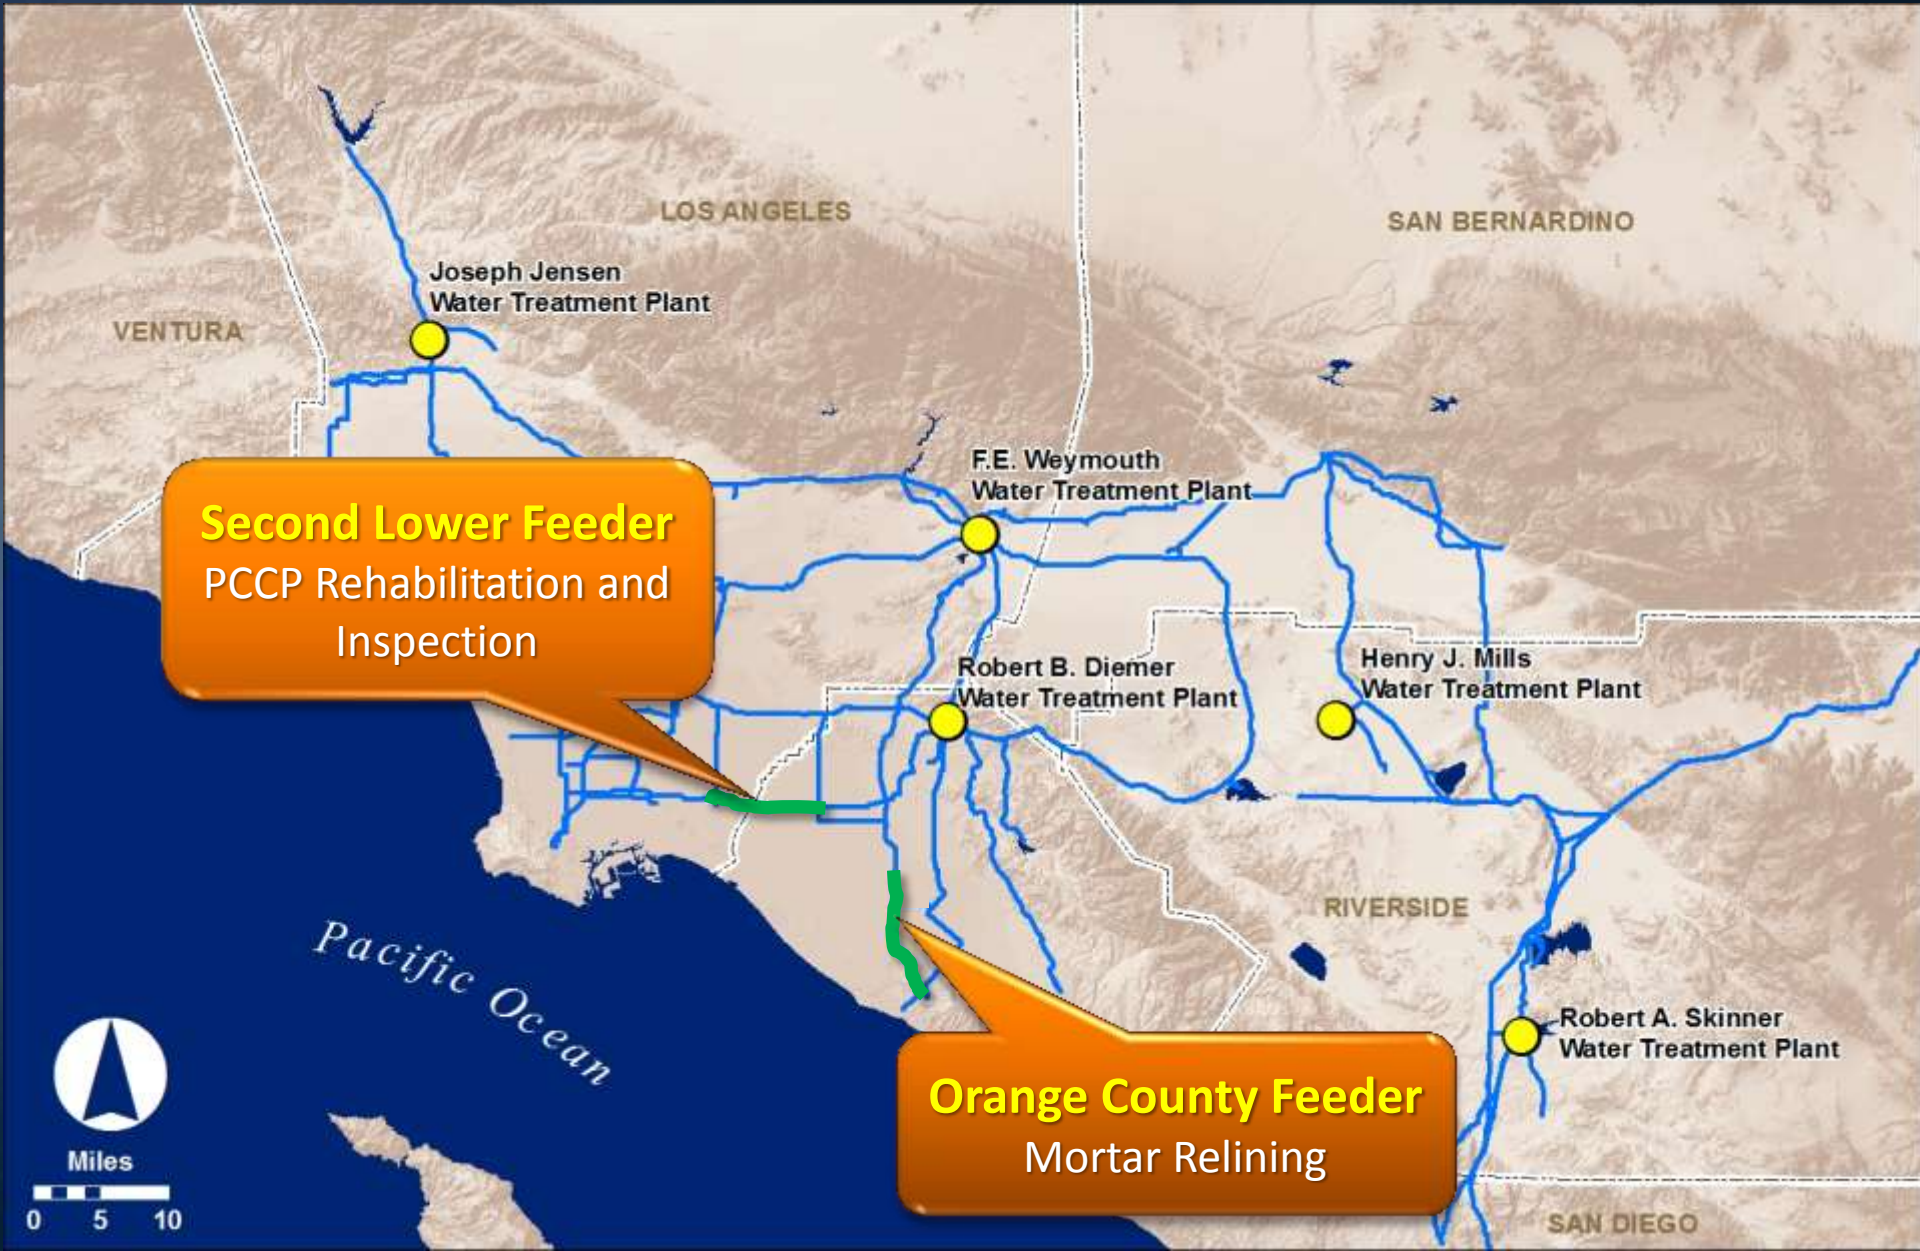 LOS ANGELES
SAN BERNARDINO
Joseph Jensen
Water Treatment Plant
VENTURA
F.E. Weymouth
Water Treatment Plant
Second Lower Feeder
PCCP Rehabilitation and
Inspection
Robert B. Diemer
Water Treatment Plant
Henry J. Mills
Water Treatment Plant
RIVERSIDE
Pacific Ocean
Robert A. Skinner
Water Treatment Plant
Orange County Feeder
Mortar Relining
Miles
0 5 10
SAN DIEGO